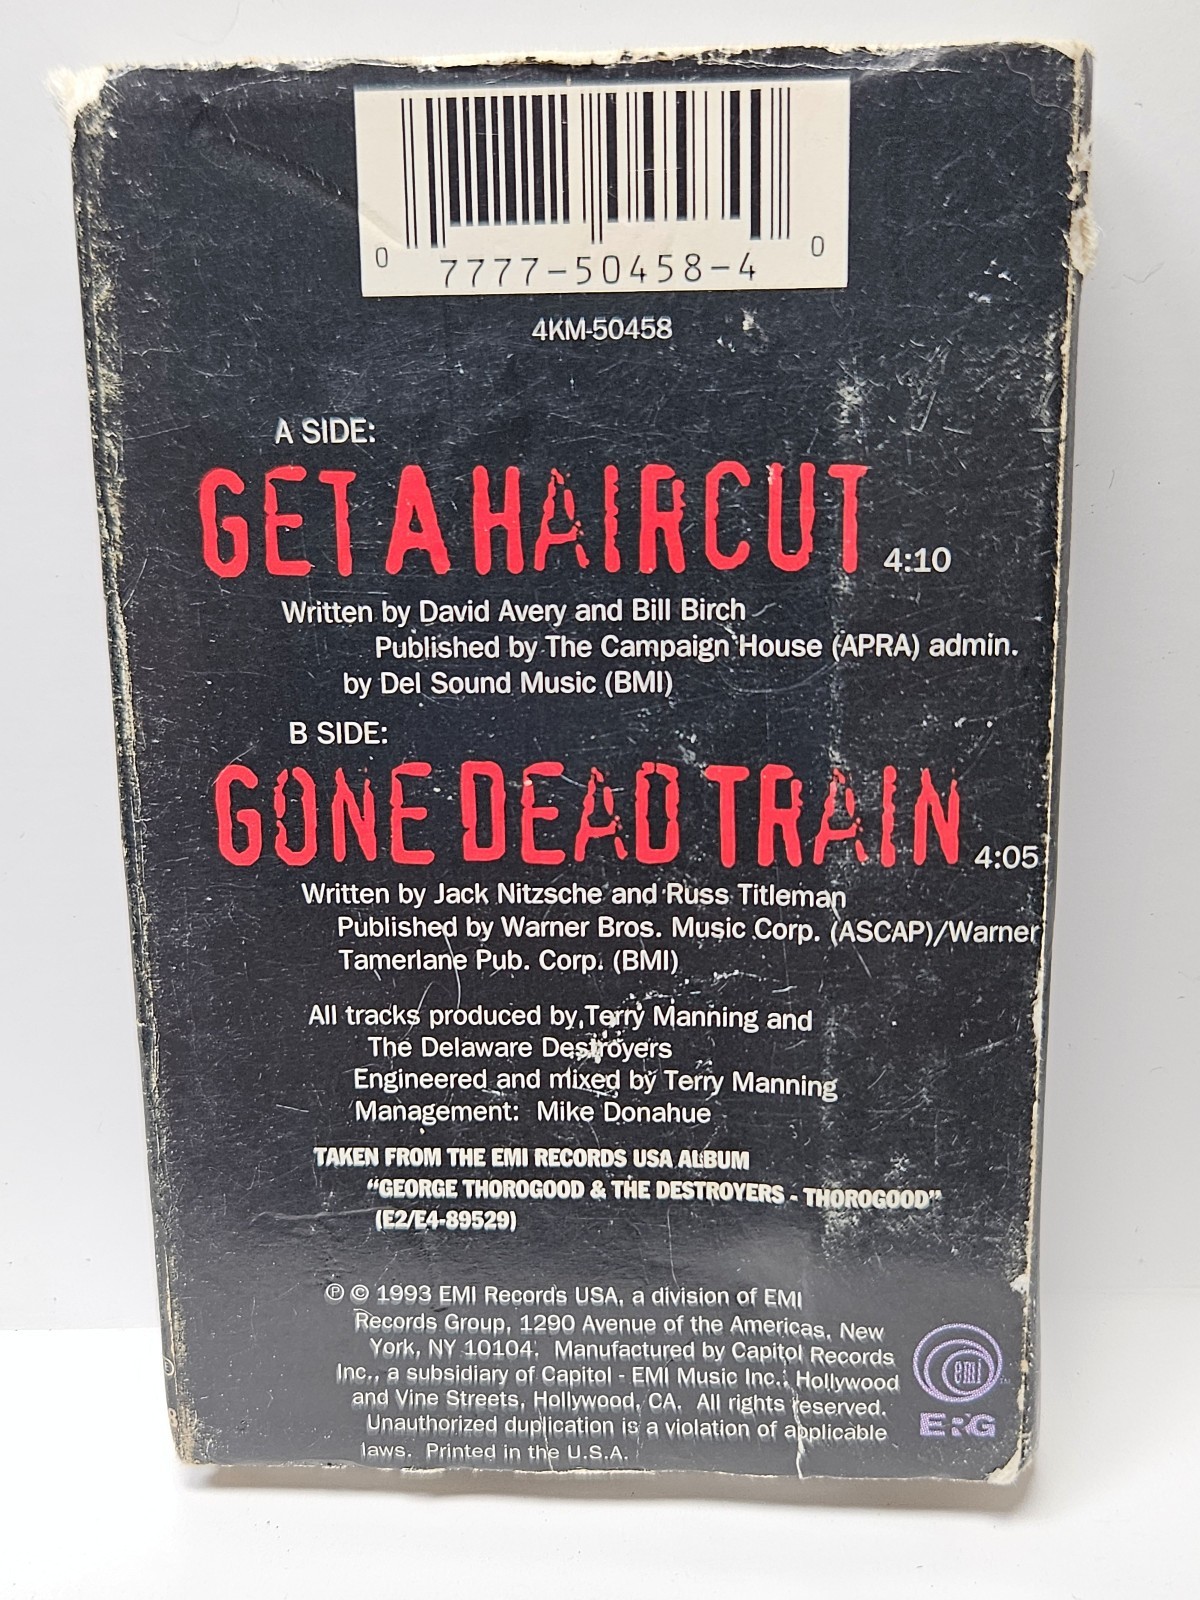 0 7777-50458-4 0
4KM-50458
A SIDE:
GET A HAIRCUT 4:10
Written by David Avery and Bill Birch
Published by The Campaign House (APRA) admin.
by Del Sound Music (BMI)
B SIDE:
GONE DEAD TRAIN 4:05
Written by Jack Nitzsche and Russ Titleman
Published by Warner Bros. Music Corp. (ASCAP)/Warner
Tamerlane Pub. Corp. (BMI)
All tracks produced by Terry Manning and
The Delaware Destroyers
Engineered and mixed by Terry Manning
Management: Mike Donahue
TAKEN FROM THE EMI RECORDS USA ALBUM
"GEORGE THOROGOOD & THE DESTROYERS - THOROGOOD"
(E2/E4-89529)
℗ © 1993 EMI Records USA, a division of EMI
Records Group, 1290 Avenue of the Americas, New
York, NY 10104. Manufactured by Capitol Records
Inc., a subsidiary of Capitol - EMI Music Inc., Hollywood
and Vine Streets, Hollywood, CA. All rights reserved.
Unauthorized duplication is a violation of applicable
laws. Printed in the U.S.A.
emi
ERG